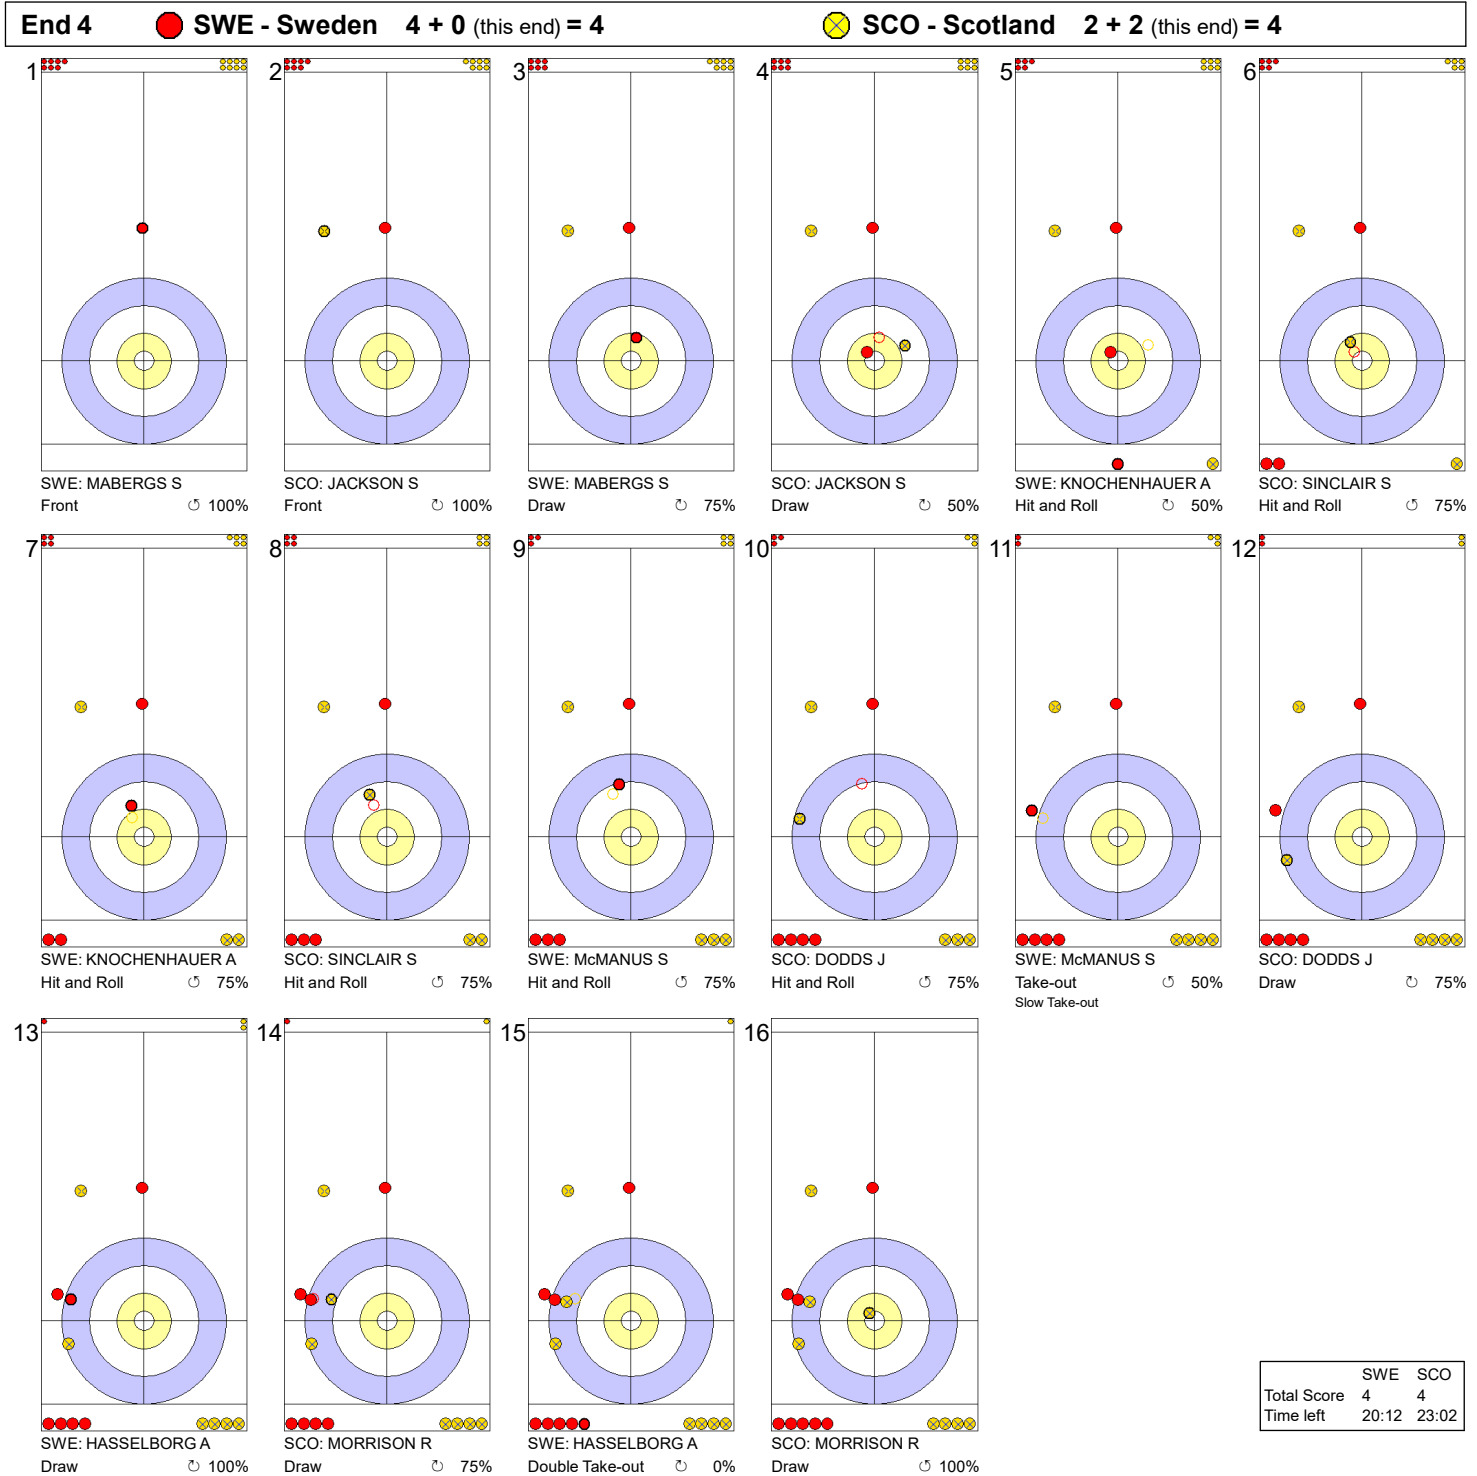 End 4 SWE - Sweden 4 + 0 (this end) = 4 SCO - Scotland 2 + 2 (this end) = 4
1 2 3 4 5 6
SWE: MABERGS S SCO: JACKSON S SWE: MABERGS S SCO: JACKSON S SWE: KNOCHENHAUER A SCO: SINCLAIR S
Front ↺ 100% Front ↻ 100% Draw ↻ 75% Draw ↺ 50% Hit and Roll ↺ 50% Hit and Roll ↻ 75%
7 8 9 10 11 12
SWE: KNOCHENHAUER A SCO: SINCLAIR S SWE: McMANUS S SCO: DODDS J SWE: McMANUS S SCO: DODDS J
Hit and Roll ↺ 75% Hit and Roll ↻ 75% Hit and Roll ↻ 75% Hit and Roll ↺ 75% Take-out ↺ 50% Draw ↺ 75%
Slow Take-out
13 14 15 16
SWE: HASSELBORG A SCO: MORRISON R SWE: HASSELBORG A SCO: MORRISON R
Draw ↻ 100% Draw ↻ 75% Double Take-out ↻ 0% Draw ↺ 100%
SWE SCO
Total Score 4 4
Time left 20:12 23:02